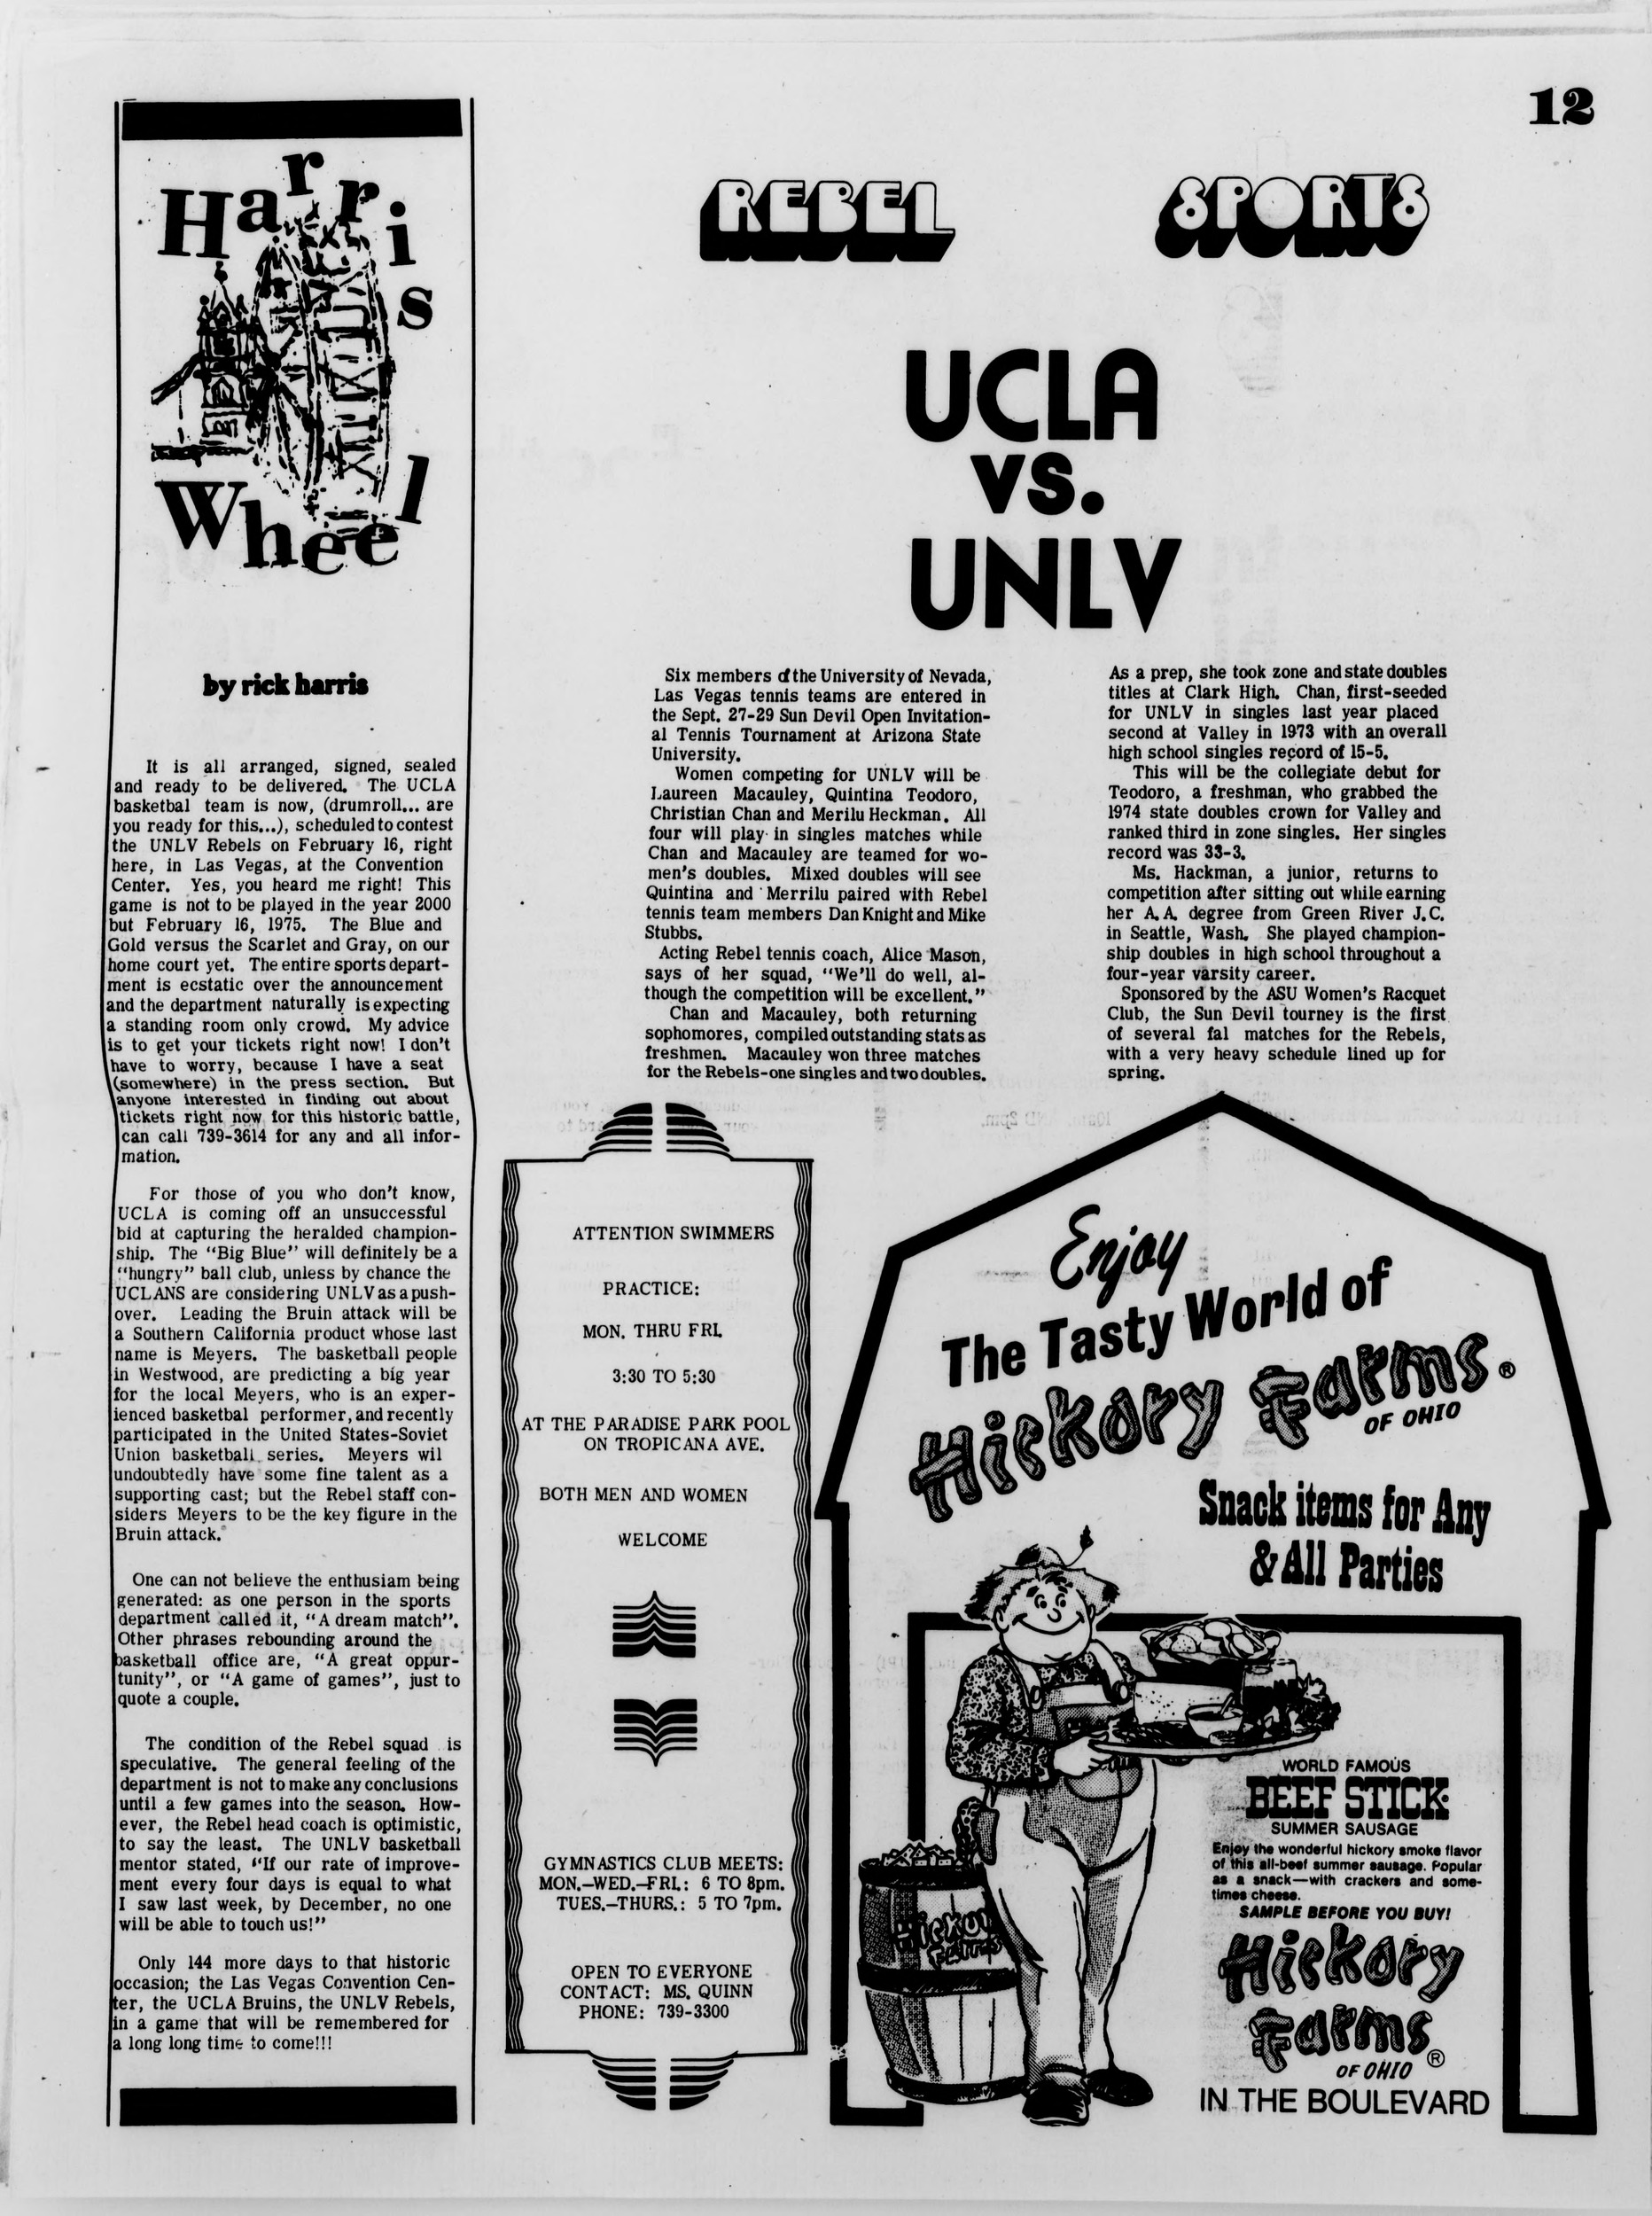 12
Harris
Wheel
by rick harris
It is all arranged, signed, sealed
and ready to be delivered. The UCLA
basketbal team is now, (drumroll... are
you ready for this...), scheduled to contest
the UNLV Rebels on February 16, right
here, in Las Vegas, at the Convention
Center. Yes, you heard me right! This
game is not to be played in the year 2000
but February 16, 1975. The Blue and
Gold versus the Scarlet and Gray, on our
home court yet. The entire sports depart-
ment is ecstatic over the announcement
and the department naturally is expecting
a standing room only crowd. My advice
is to get your tickets right now! I don't
have to worry, because I have a seat
(somewhere) in the press section. But
anyone interested in finding out about
tickets right now for this historic battle,
can call 739-3614 for any and all infor-
mation.
For those of you who don't know,
UCLA is coming off an unsuccessful
bid at capturing the heralded champion-
ship. The "Big Blue" will definitely be a
"hungry" ball club, unless by chance the
UCLANS are considering UNLV as a push-
over. Leading the Bruin attack will be
a Southern California product whose last
name is Meyers. The basketball people
in Westwood, are predicting a big year
for the local Meyers, who is an exper-
ienced basketbal performer, and recently
participated in the United States-Soviet
Union basketball series. Meyers wil
undoubtedly have some fine talent as a
supporting cast; but the Rebel staff con-
siders Meyers to be the key figure in the
Bruin attack.
One can not believe the enthusiam being
generated: as one person in the sports
department called it, "A dream match".
Other phrases rebounding around the
basketball office are, "A great oppur-
tunity", or "A game of games", just to
quote a couple.
The condition of the Rebel squad is
speculative. The general feeling of the
department is not to make any conclusions
until a few games into the season. How-
ever, the Rebel head coach is optimistic,
to say the least. The UNLV basketball
mentor stated, "If our rate of improve-
ment every four days is equal to what
I saw last week, by December, no one
will be able to touch us!"
Only 144 more days to that historic
occasion; the Las Vegas Convention Cen-
ter, the UCLA Bruins, the UNLV Rebels,
in a game that will be remembered for
a long long time to come!!!
REBEL SPORTS
UCLA
VS.
UNLV
Six members of the University of Nevada,
Las Vegas tennis teams are entered in
the Sept. 27-29 Sun Devil Open Invitation-
al Tennis Tournament at Arizona State
University.
Women competing for UNLV will be
Laureen Macauley, Quintina Teodoro,
Christian Chan and Merilu Heckman. All
four will play in singles matches while
Chan and Macauley are teamed for wo-
men's doubles. Mixed doubles will see
Quintina and Merrilu paired with Rebel
tennis team members Dan Knight and Mike
Stubbs.
Acting Rebel tennis coach, Alice Mason,
says of her squad, "We'll do well, al-
though the competition will be excellent."
Chan and Macauley, both returning
sophomores, compiled outstanding stats as
freshmen. Macauley won three matches
for the Rebels-one singles and two doubles.
As a prep, she took zone and state doubles
titles at Clark High. Chan, first-seeded
for UNLV in singles last year placed
second at Valley in 1973 with an overall
high school singles record of 15-5.
This will be the collegiate debut for
Teodoro, a freshman, who grabbed the
1974 state doubles crown for Valley and
ranked third in zone singles. Her singles
record was 33-3.
Ms. Hackman, a junior, returns to
competition after sitting out while earning
her A.A. degree from Green River J.C.
in Seattle, Wash. She played champion-
ship doubles in high school throughout a
four-year varsity career.
Sponsored by the ASU Women's Racquet
Club, the Sun Devil tourney is the first
of several fal matches for the Rebels,
with a very heavy schedule lined up for
spring.
ATTENTION SWIMMERS
PRACTICE:
MON. THRU FRI.
3:30 TO 5:30
AT THE PARADISE PARK POOL
ON TROPICANA AVE.
BOTH MEN AND WOMEN
WELCOME
GYMNASTICS CLUB MEETS:
MON.-WED.-FRI.: 6 TO 8pm.
TUES.-THURS.: 5 TO 7pm.
OPEN TO EVERYONE
CONTACT: MS. QUINN
PHONE: 739-3300
Enjoy
The Tasty World of
Hickory Farms®
OF OHIO
Snack items for Any
& All Parties
Hickory
Farms
WORLD FAMOUS
BEEF STICK
SUMMER SAUSAGE
Enjoy the wonderful hickory smoke flavor
of this all-beef summer sausage. Popular
as a snack—with crackers and some-
times cheese.
SAMPLE BEFORE YOU BUY!
Hickory
Farms
OF OHIO ®
IN THE BOULEVARD